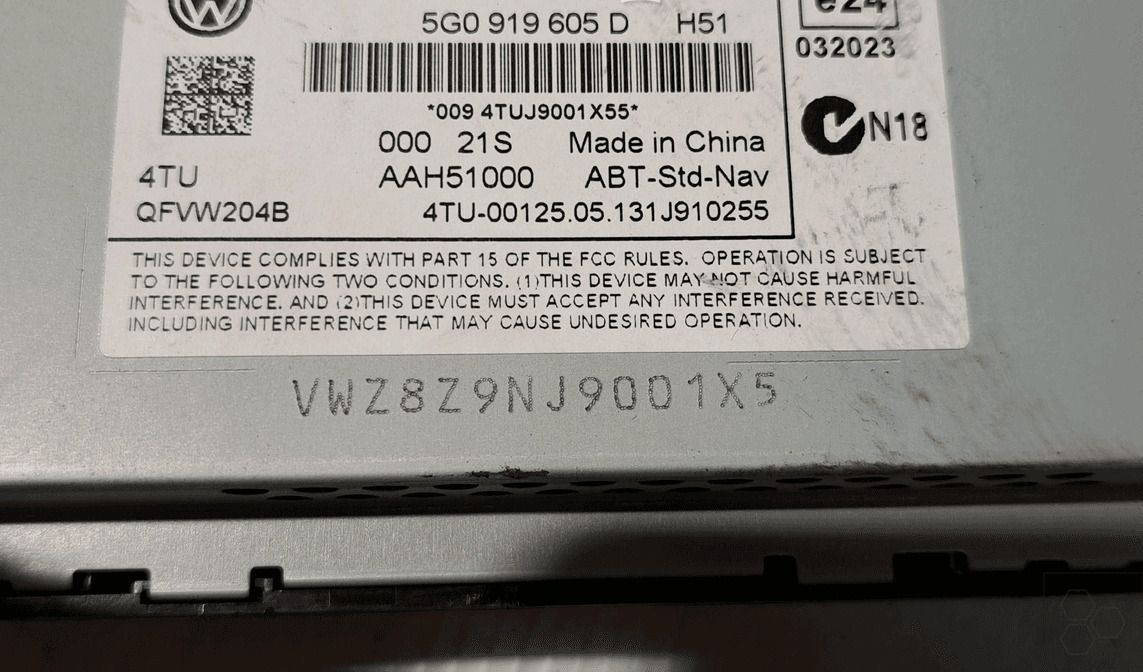 5G0 919 605 D H51
e24
032023
*009 4TUJ9001X55*
N18
000 21S Made in China
4TU AAH51000 ABT-Std-Nav
QFVW204B 4TU-00125.05.131J910255
THIS DEVICE COMPLIES WITH PART 15 OF THE FCC RULES. OPERATION IS SUBJECT
TO THE FOLLOWING TWO CONDITIONS. (1)THIS DEVICE MAY NOT CAUSE HARMFUL
INTERFERENCE. AND (2)THIS DEVICE MUST ACCEPT ANY INTERFERENCE RECEIVED.
INCLUDING INTERFERENCE THAT MAY CAUSE UNDESIRED OPERATION.
VWZ8Z9NJ9001X5